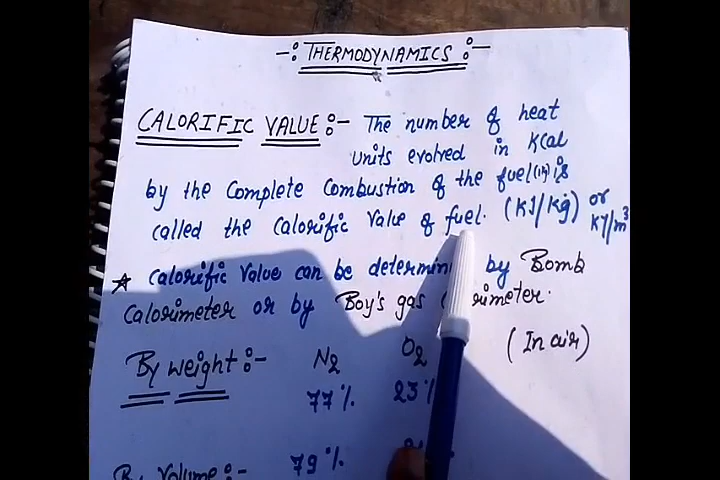 -: THERMODYNAMICS :-
CALORIFIC VALUE :- The number of heat
units evolved in KCal
by the Complete Combustion of the fuel(1kg) is
called the Calorific Value of fuel. (KJ/kg) or
KJ/m³
☆ Calorific Value can be determin by Bomb
Calorimeter or by Boy's gas rimeter.
By weight :- N₂ O₂ (In air)
77% 23%
By Volume :- 79%